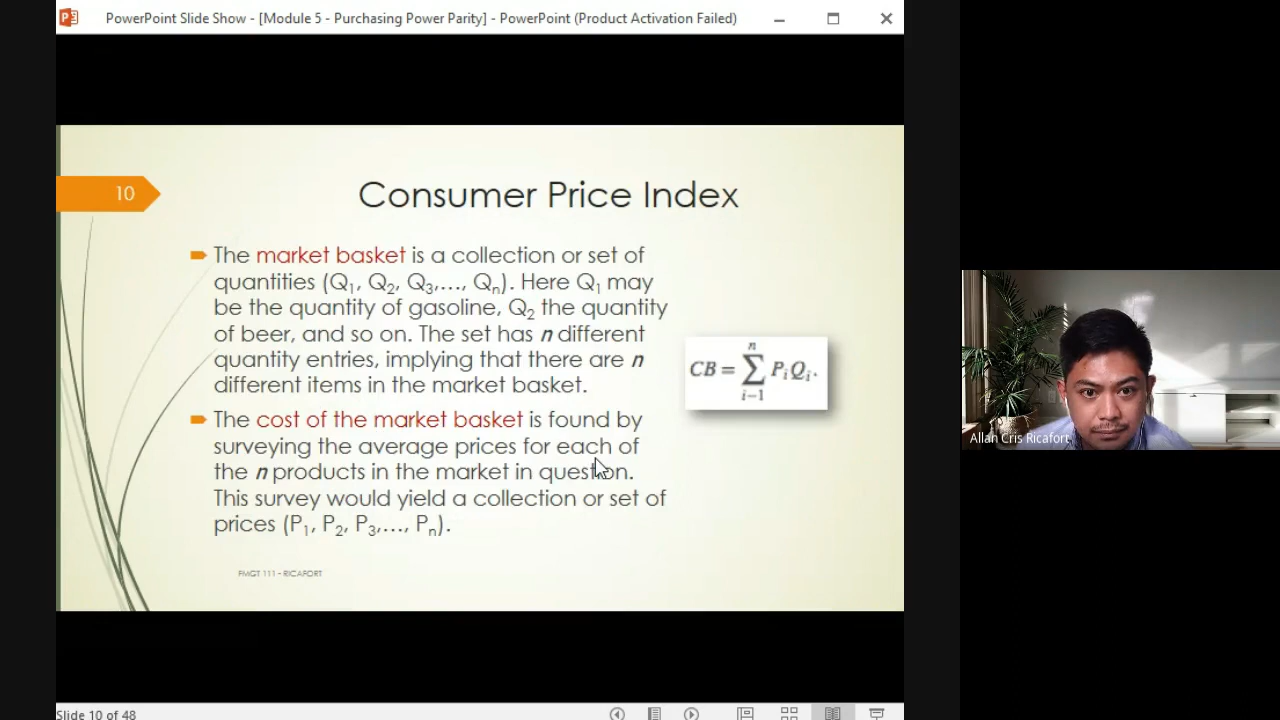 PowerPoint Slide Show - [Module 5 - Purchasing Power Parity] - PowerPoint (Product Activation Failed)
10
Consumer Price Index
The market basket is a collection or set of
quantities (Q1, Q2, Q3,..., Qn). Here Q1 may
be the quantity of gasoline, Q2 the quantity
of beer, and so on. The set has n different
quantity entries, implying that there are n
different items in the market basket.
CB = n∑i−1 PiQi.
The cost of the market basket is found by
surveying the average prices for each of
the n products in the market in question.
This survey would yield a collection or set of
prices (P1, P2, P3,..., Pn).
PMGT 111 - RICAFORT
Allan Cris Ricafort
Slide 10 of 48